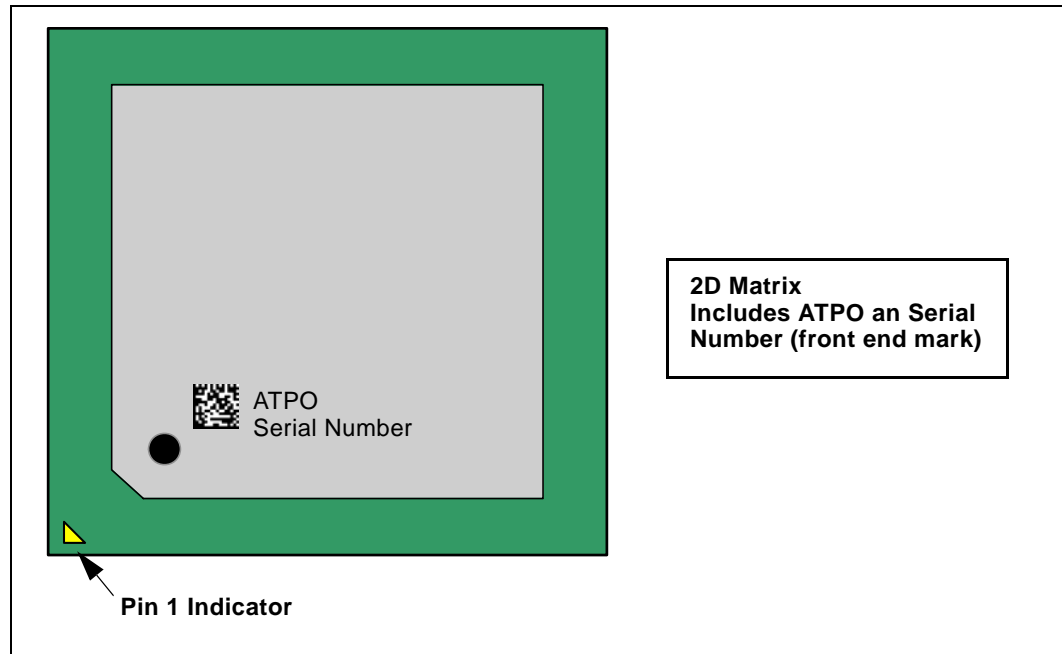 2D Matrix
Includes ATPO an Serial
Number (front end mark)
ATPO
Serial Number
Pin 1 Indicator